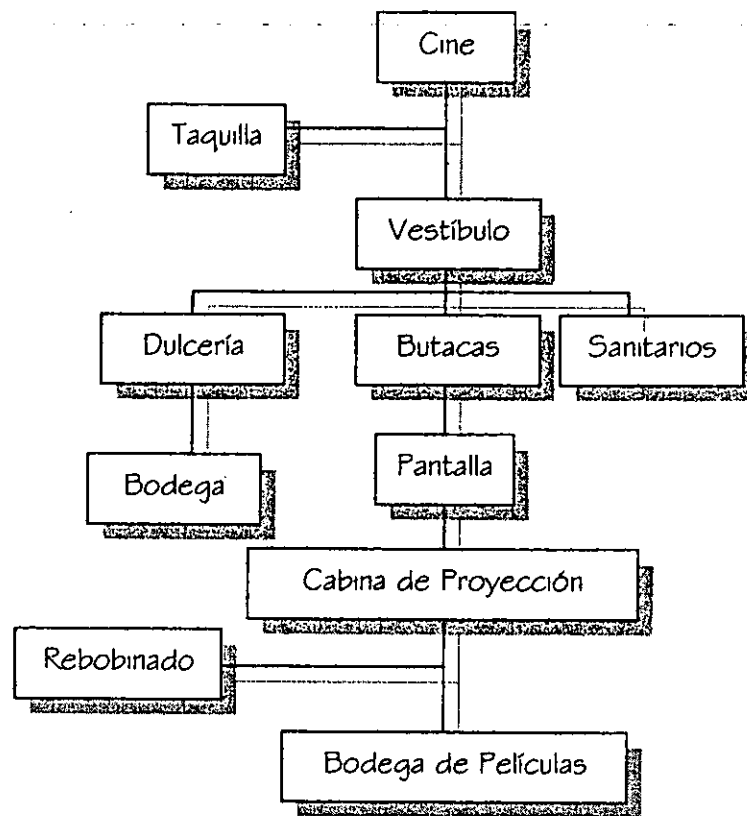 Cine
Taquilla
Vestíbulo
Dulcería
Butacas
Sanitarios
Bodega
Pantalla
Cabina de Proyección
Rebobinado
Bodega de Películas